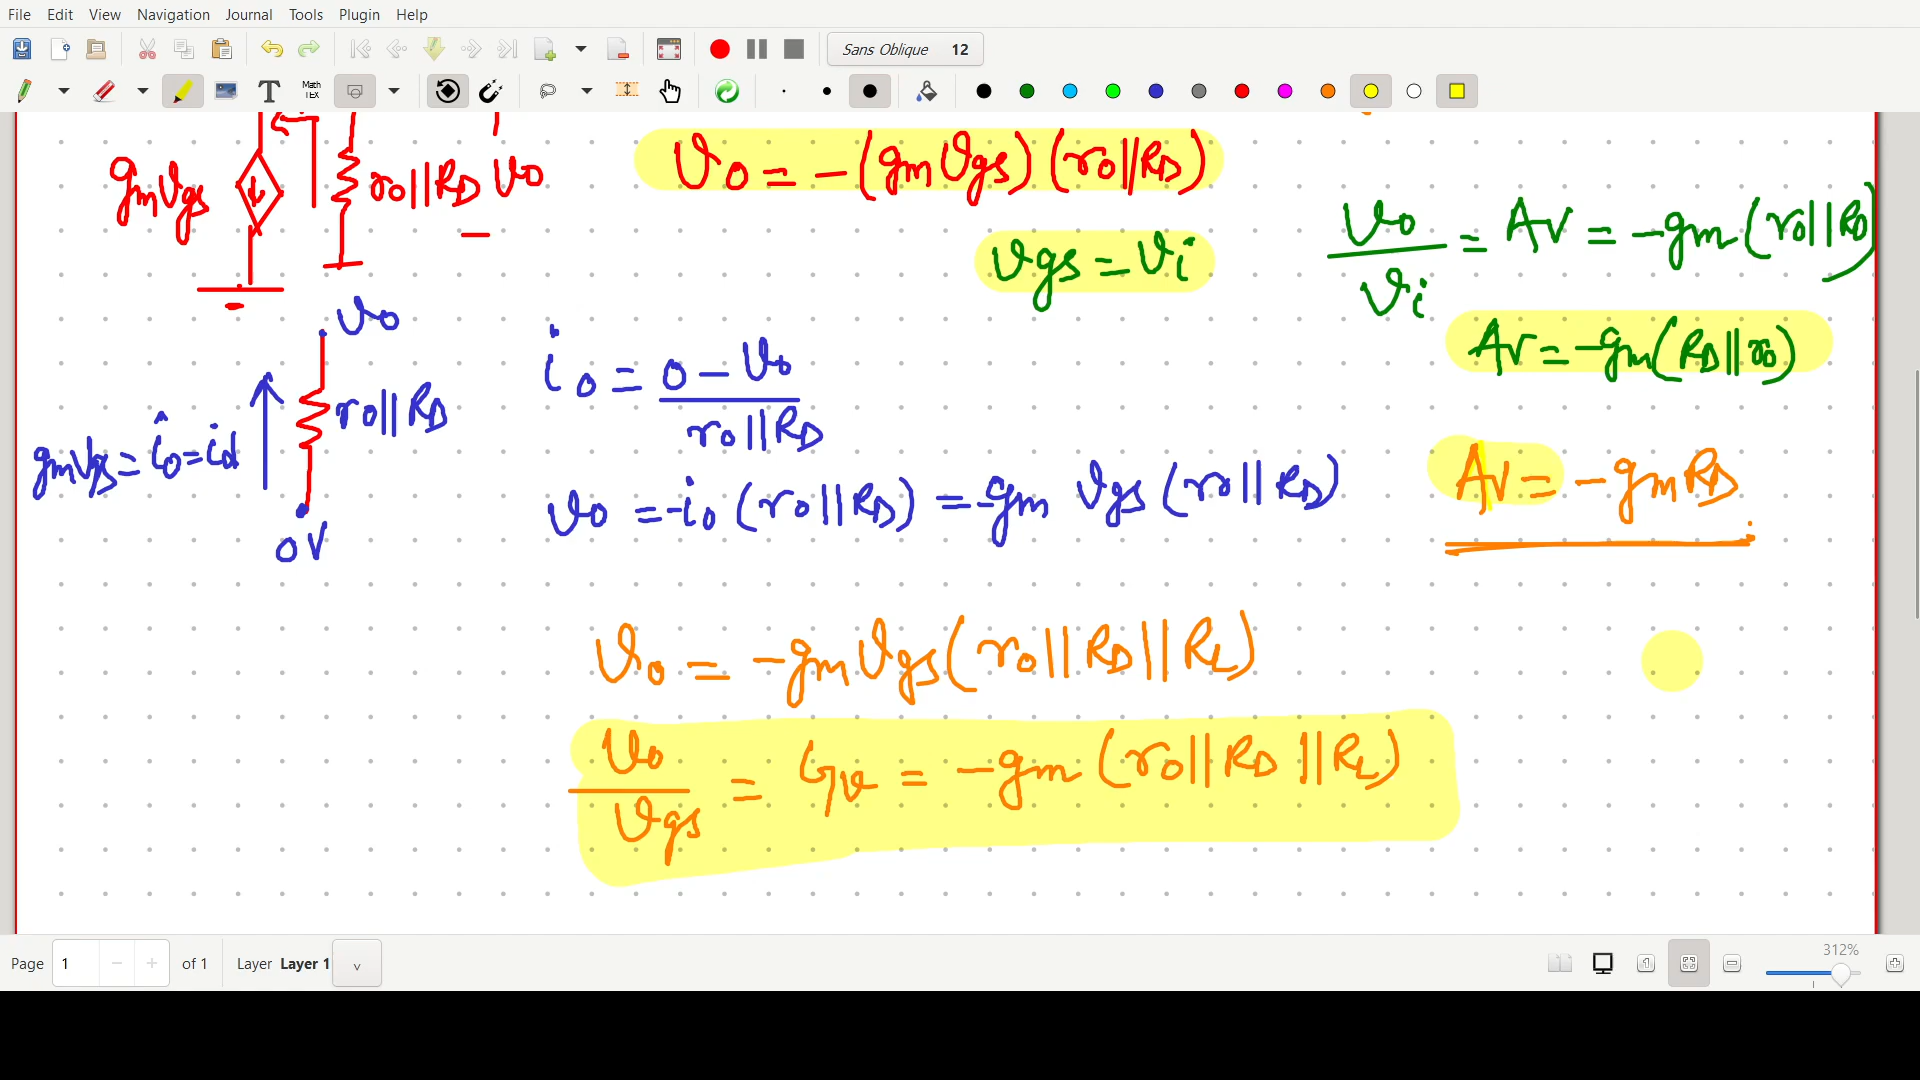 File Edit View Navigation Journal Tools Plugin Help
Sans Oblique 12
T Math TEX
gmVgs ro||RD Vo
Vo = -(gmVgs)(ro||RD)
Vgs = Vi
Vo/Vi = AV = -gm(ro||RD)
AV = -gm(RD||ro)
AV = -gmRD
Vo
ro||RD
gmVgs = io = id
0V
io = 0 - Vo / ro||RD
Vo = -io(ro||RD) = -gm Vgs(ro||RD)
Vo = -gmVgs(ro||RD||RL)
Vo/Vgs = Gv = -gm(ro||RD||RL)
Page 1 of 1 Layer Layer 1
312%